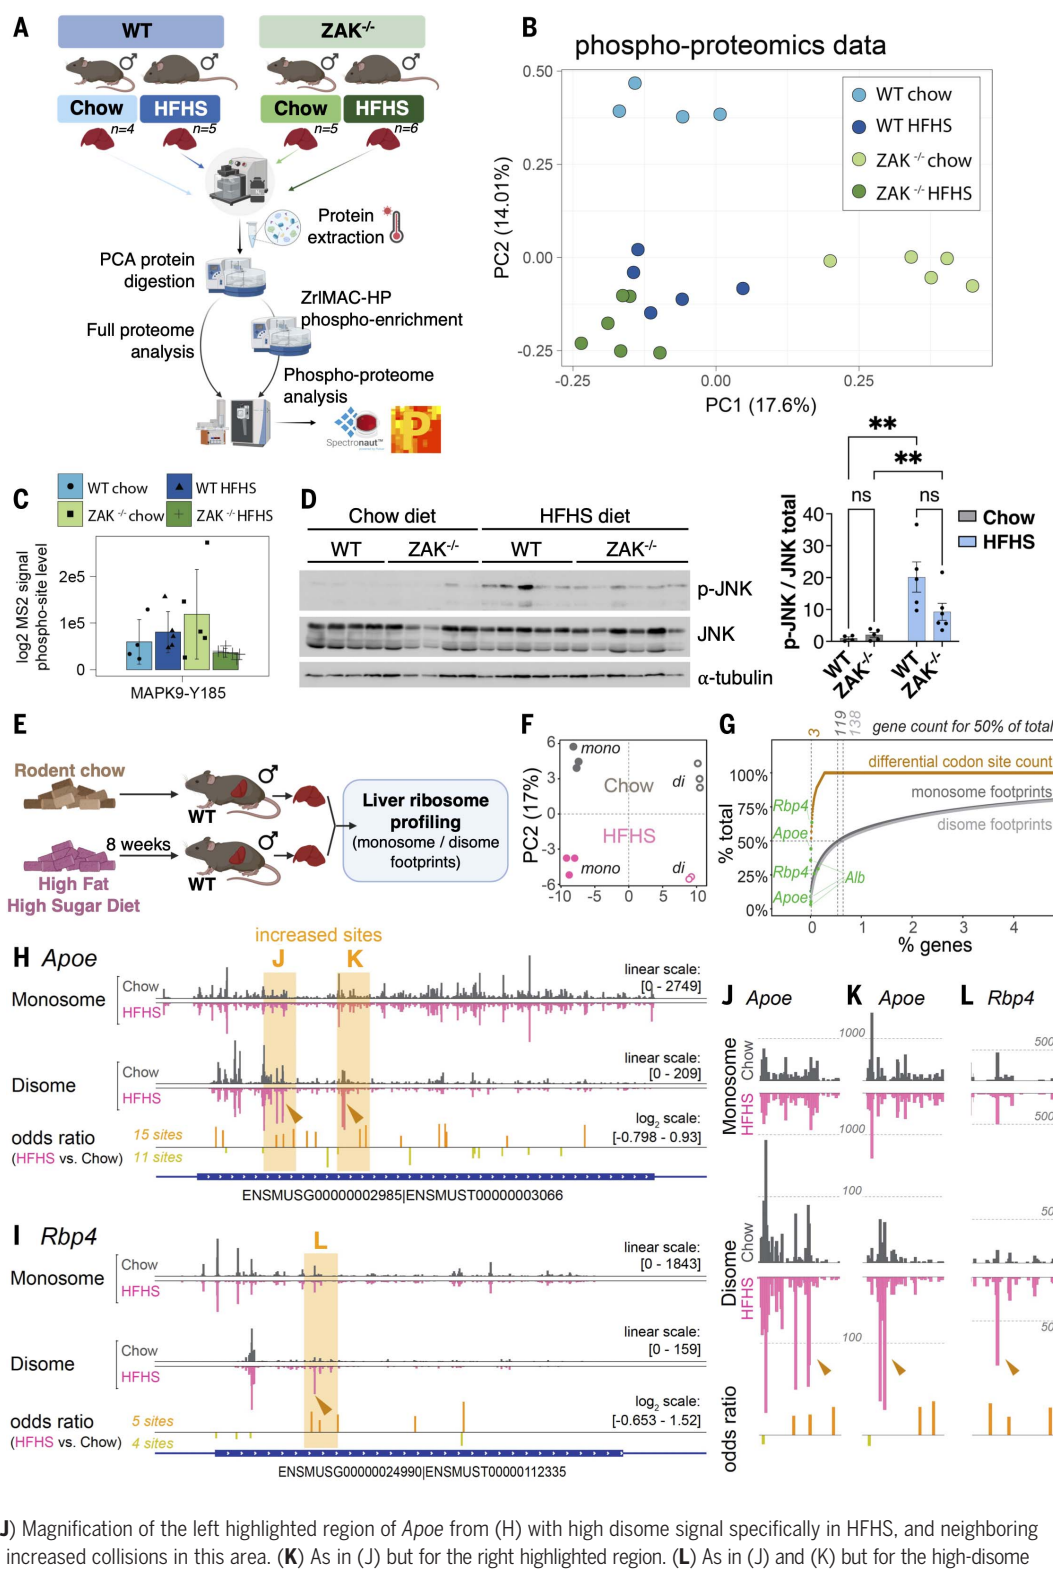 A
WT
ZAK-/-
Chow
HFHS
Chow
HFHS
n=4
n=5
n=5
n=6
Protein
extraction
PCA protein
digestion
ZrIMAC-HP
phospho-enrichment
Full proteome
analysis
Phospho-proteome
analysis
Spectronaut™
P
B
phospho-proteomics data
0.50
0.25
0.00
-0.25
PC2 (14.01%)
-0.25
0.00
0.25
PC1 (17.6%)
WT chow
WT HFHS
ZAK -/- chow
ZAK -/- HFHS
C
WT chow
WT HFHS
ZAK -/- chow
ZAK -/- HFHS
log2 MS2 signal
phospho-site level
2e5
1e5
0
MAPK9-Y185
D
Chow diet
HFHS diet
WT
ZAK-/-
WT
ZAK-/-
p-JNK
JNK
α-tubulin
**
**
ns
ns
p-JNK / JNK total
40
30
20
10
0
WT
ZAK-/-
WT
ZAK-/-
Chow
HFHS
E
Rodent chow
WT
8 weeks
WT
High Fat
High Sugar Diet
Liver ribosome
profiling
(monosome / disome
footprints)
F
PC2 (17%)
6
3
0
-3
-6
mono
Chow
di
HFHS
mono
di
-10
-5
0
5
10
G
3
119
138
gene count for 50% of total
differential codon site count
monosome footprints
disome footprints
% total
100%
75%
50%
25%
0%
Rbp4
Apoe
Rbp4
Apoe
Alb
0
1
2
3
4
% genes
H Apoe
increased sites
J
K
Monosome
Chow
HFHS
linear scale:
[0 - 2749]
Disome
Chow
HFHS
linear scale:
[0 - 209]
odds ratio
(HFHS vs. Chow)
15 sites
11 sites
log2 scale:
[-0.798 - 0.93]
ENSMUSG00000002985|ENSMUST00000003066
I Rbp4
L
Monosome
Chow
HFHS
linear scale:
[0 - 1843]
Disome
Chow
HFHS
linear scale:
[0 - 159]
odds ratio
(HFHS vs. Chow)
5 sites
4 sites
log2 scale:
[-0.653 - 1.52]
ENSMUSG00000024990|ENSMUST00000112335
J Apoe
K Apoe
L Rbp4
Monosome
Chow
HFHS
1000
1000
500
500
Disome
Chow
HFHS
100
100
50
50
odds ratio
J) Magnification of the left highlighted region of Apoe from (H) with high disome signal specifically in HFHS, and neighboring
increased collisions in this area. (K) As in (J) but for the right highlighted region. (L) As in (J) and (K) but for the high-disome